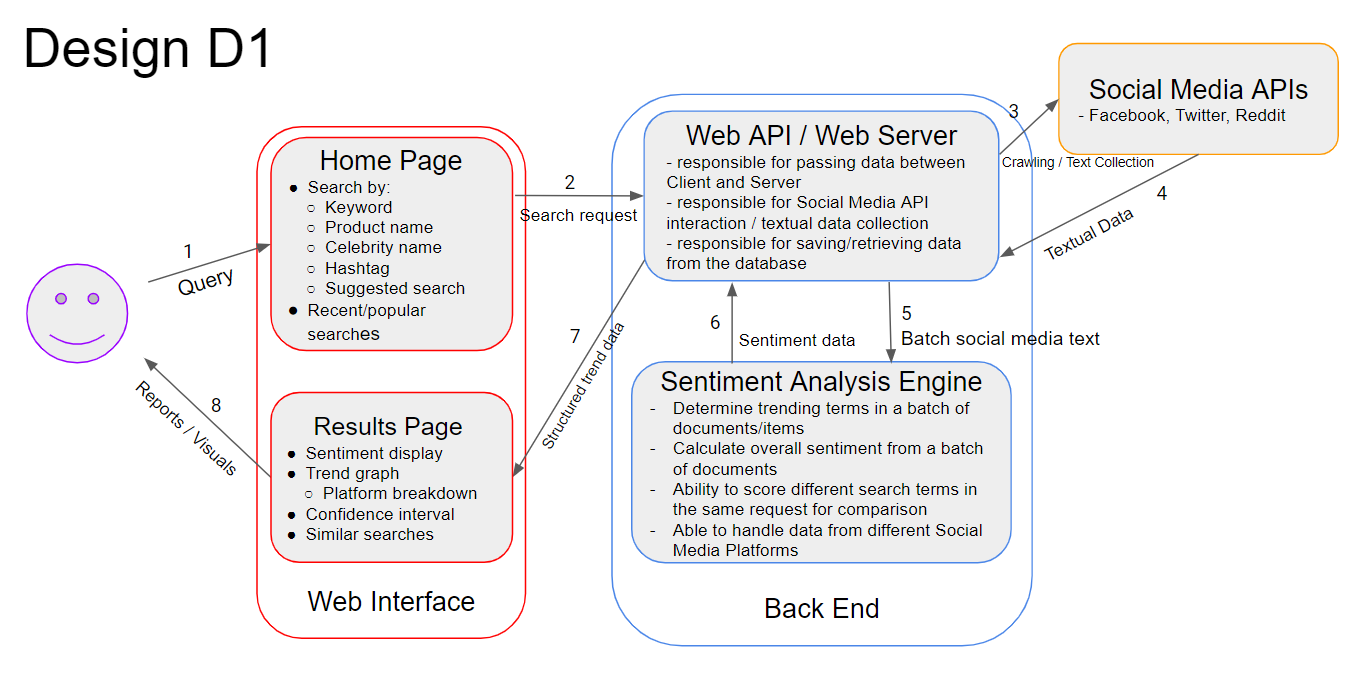 Design D1
Home Page
● Search by:
○ Keyword
○ Product name
○ Celebrity name
○ Hashtag
○ Suggested search
● Recent/popular
searches
Results Page
● Sentiment display
● Trend graph
○ Platform breakdown
● Confidence interval
● Similar searches
Web Interface
1
Query
2
Search request
Web API / Web Server
- responsible for passing data between
Client and Server
- responsible for Social Media API
interaction / textual data collection
- responsible for saving/retrieving data
from the database
3
Crawling / Text Collection
Social Media APIs
- Facebook, Twitter, Reddit
4
Textual Data
5
Batch social media text
6
Sentiment data
Sentiment Analysis Engine
- Determine trending terms in a batch of
documents/items
- Calculate overall sentiment from a batch
of documents
- Ability to score different search terms in
the same request for comparison
- Able to handle data from different Social
Media Platforms
Back End
7
Structured trend data
8
Reports / Visuals